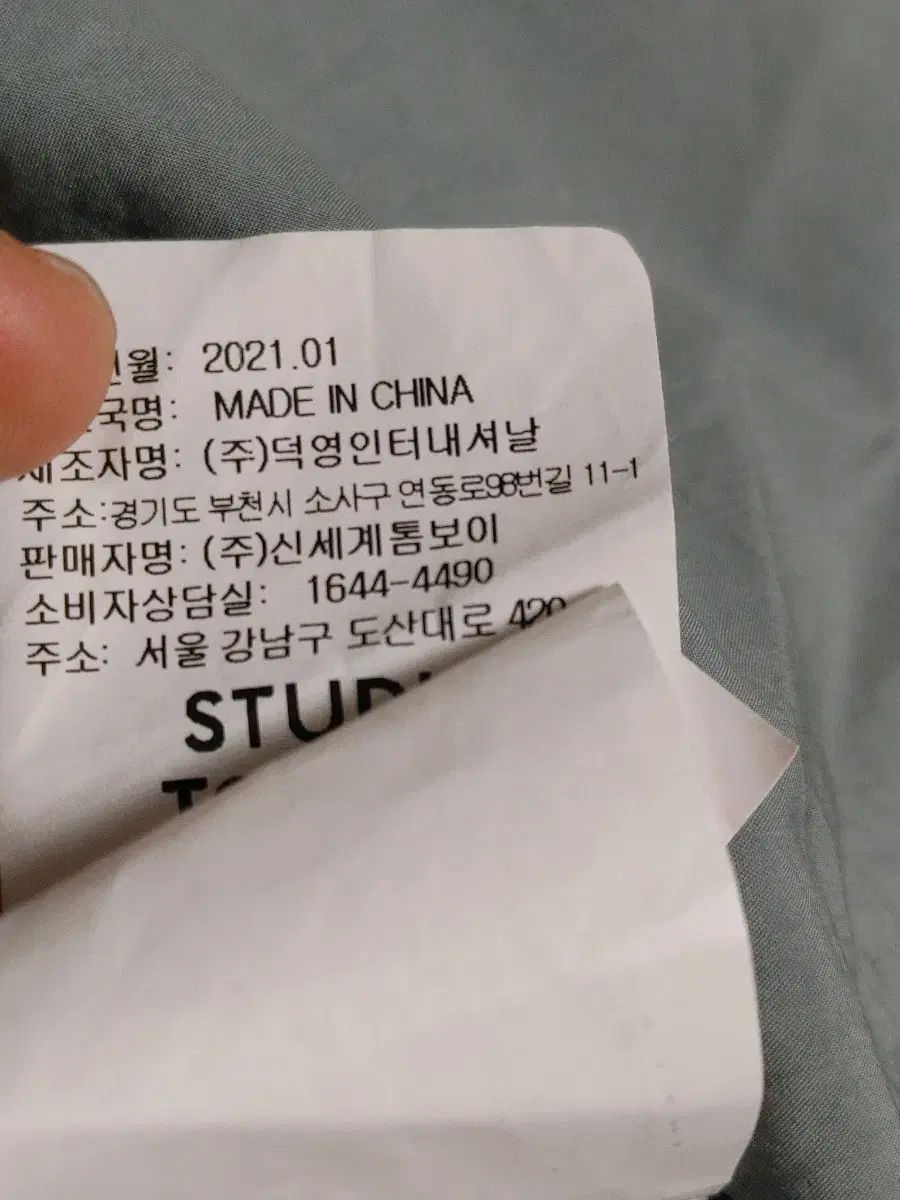 월: 2021.01
국명: MADE IN CHINA
제조자명: (주)덕영인터내셔날
주소:경기도 부천시 소사구 연동로98번길 11-1
판매자명: (주)신세계톰보이
소비자상담실: 1644-4490
주소: 서울 강남구 도산대로 420
STUDI